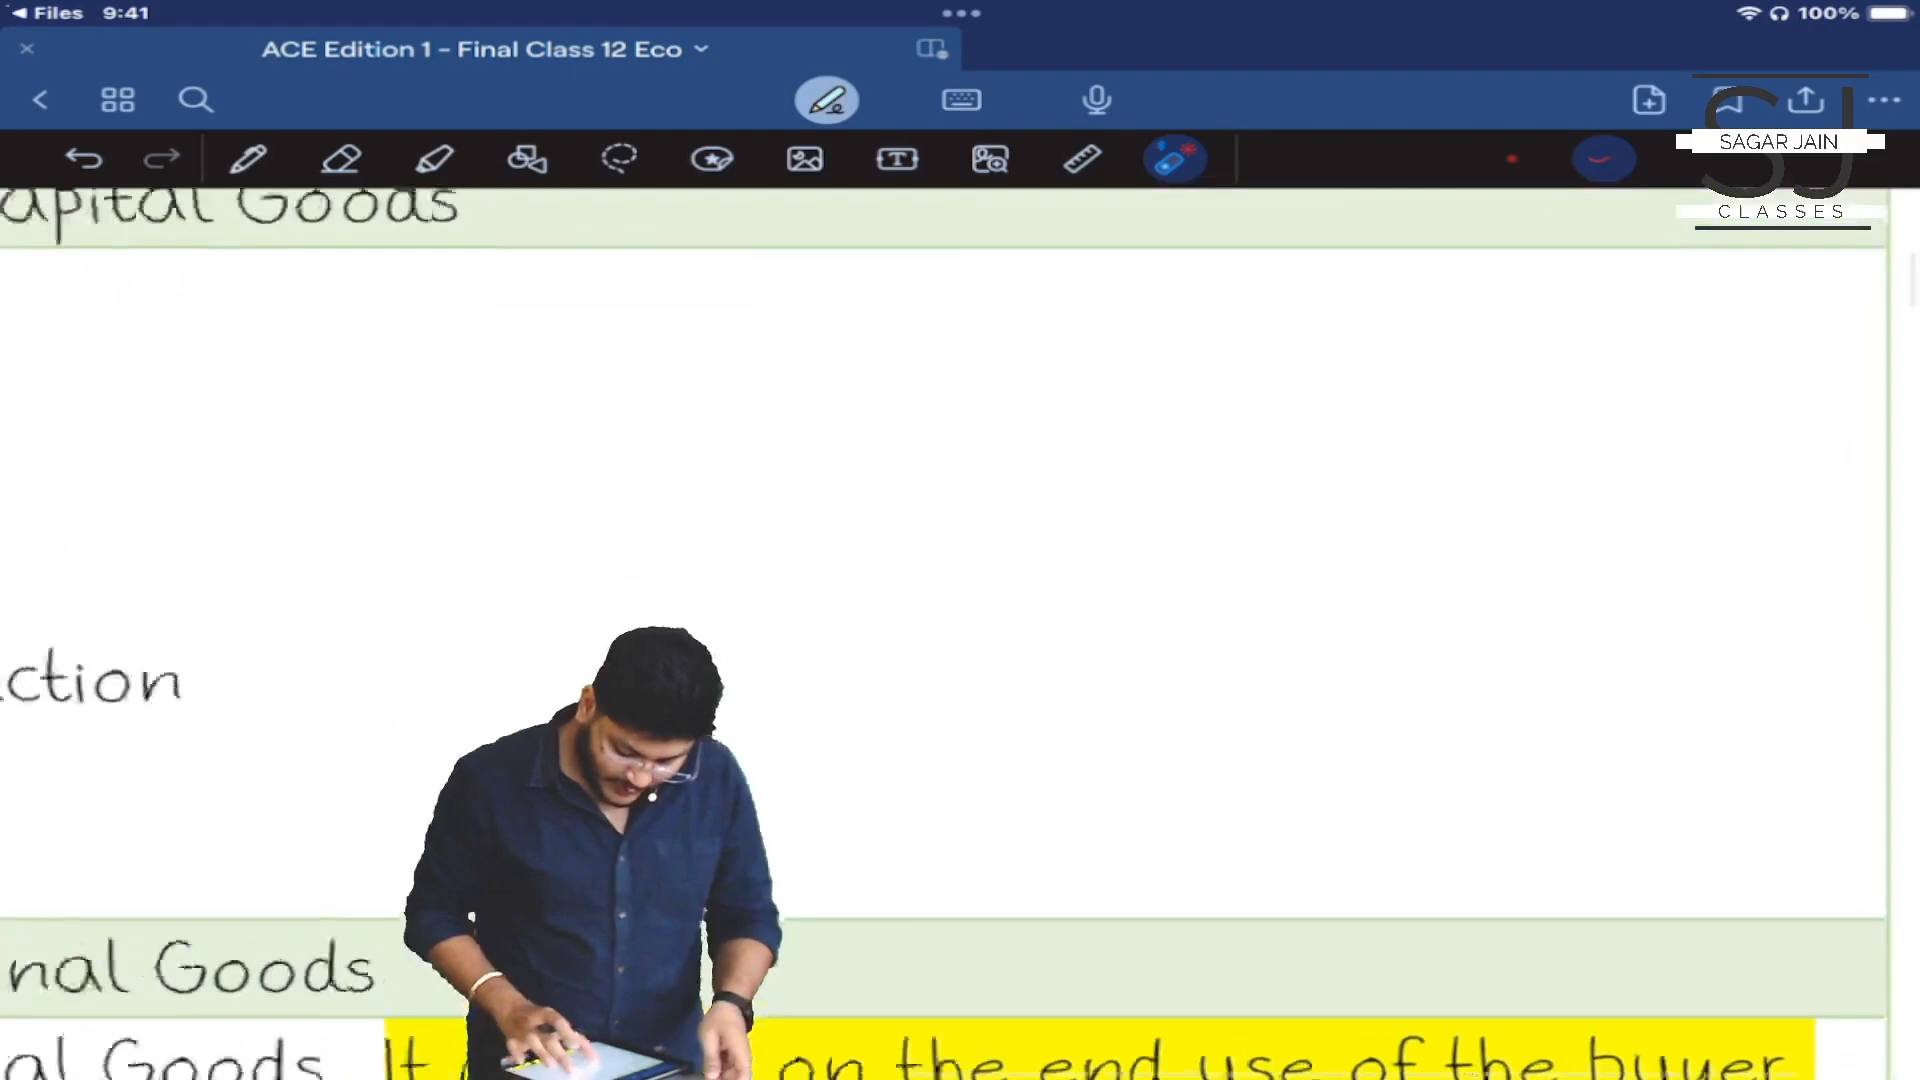 Files 9:41
100%
ACE Edition 1 - Final Class 12 Eco
SJ
SAGAR JAIN
CLASSES
apital Goods
ction
nal Goods
al Goods. It on the end use of the buyer